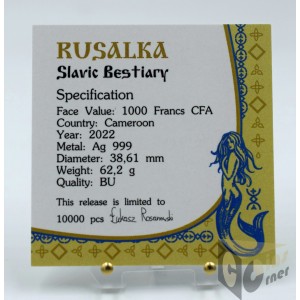 RUSALKA
Slavic Bestiary
Specification
Face Value: 1000 Francs CFA
Country: Cameroon
Year: 2022
Metal: Ag 999
Diameter: 38,61 mm
Weight: 62,2 g
Quality: BU
This release is limited to
10000 pcs Łukasz